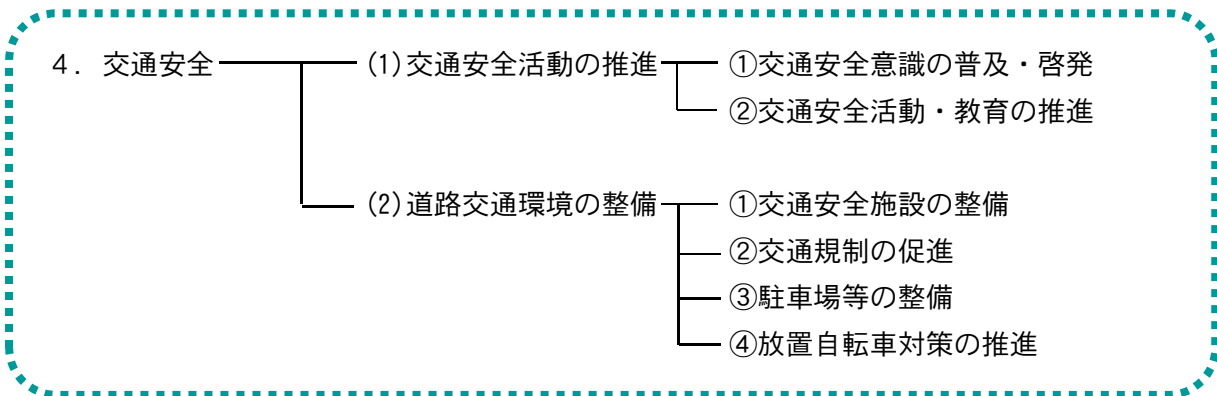 4．交通安全 (1)交通安全活動の推進 ①交通安全意識の普及・啓発
②交通安全活動・教育の推進
(2)道路交通環境の整備 ①交通安全施設の整備
②交通規制の促進
③駐車場等の整備
④放置自転車対策の推進